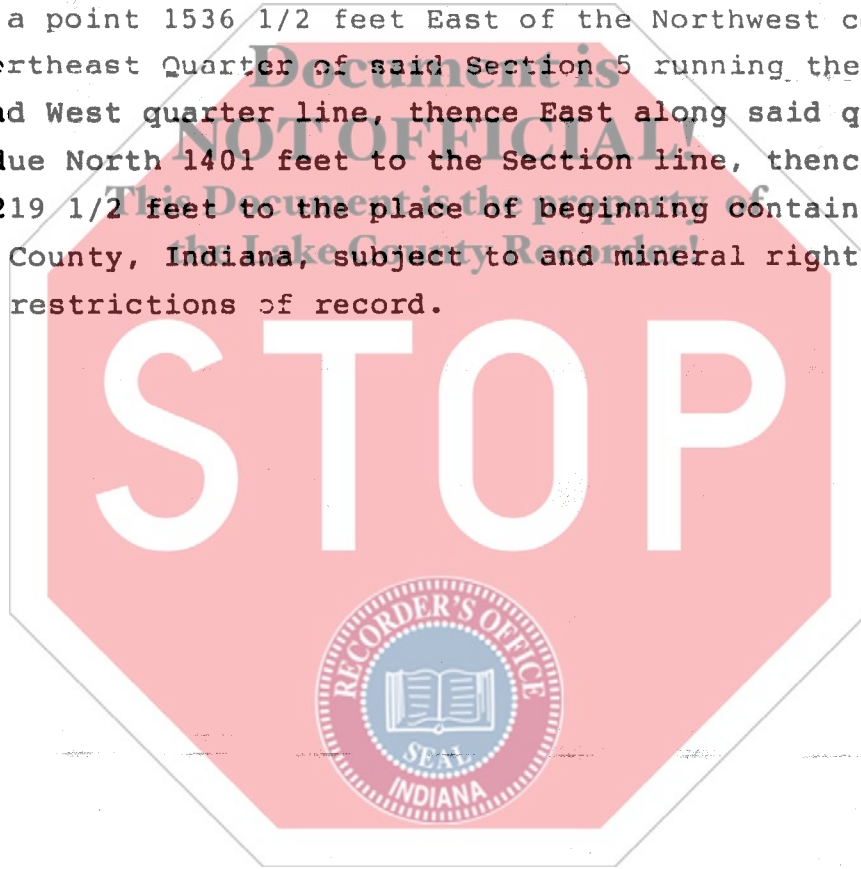 a point 1536 1/2 feet East of the Northwest c
rtheast Quarter of said Section 5 running the
d West quarter line, thence East along said q
due North 1401 feet to the Section line, thenc
219 1/2 feet to the place of beginning contain
County, Indiana, subject to and mineral right
restrictions of record.
Document is
NOT OFFICIAL!
This Document is the property of
the Lake County Recorder!
STOP
RECORDER'S OFFICE
SEAL
INDIANA